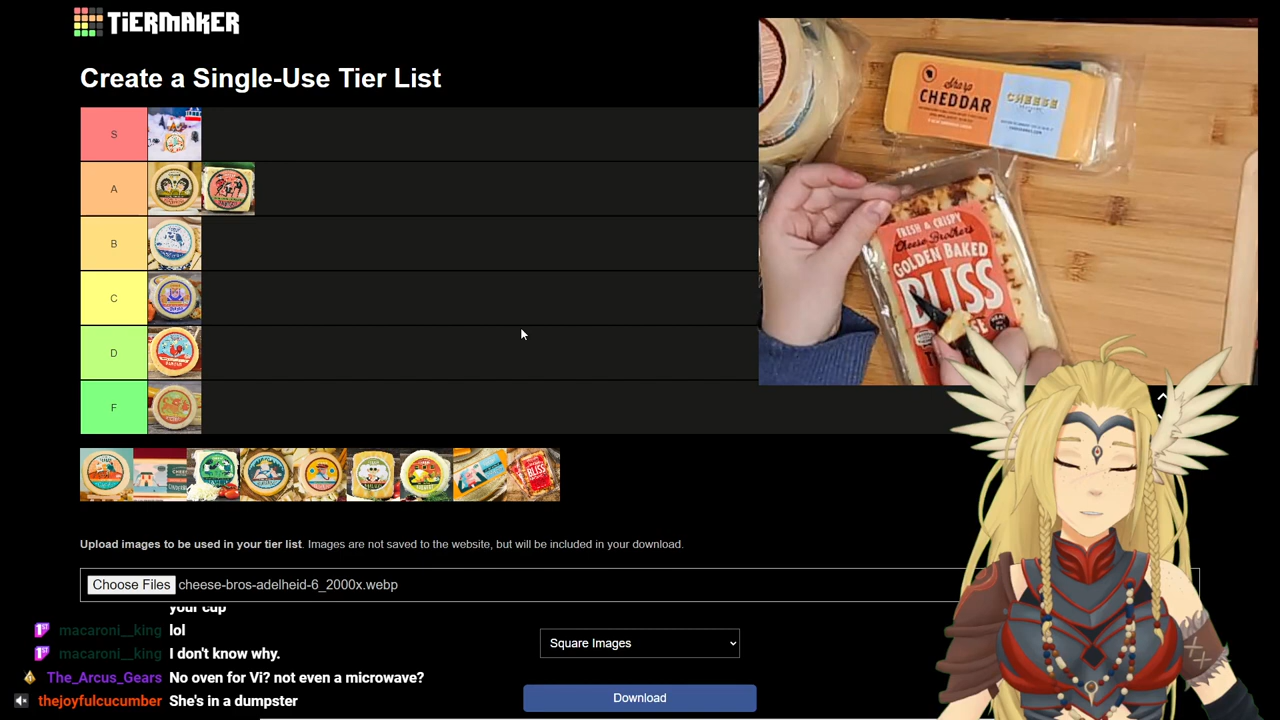 TiERMAKER
Create a Single-Use Tier List
S
A
B
C
D
F
Sharp
CHEDDAR
CHEESE
FRESH & CRISPY
Cheese Brothers
GOLDEN BAKED
BLISS
BLISS
Upload images to be used in your tier list. Images are not saved to the website, but will be included in your download.
Choose Files cheese-bros-adelheid-6_2000x.webp
your cup
macaroni__king lol
macaroni__king I don't know why.
The_Arcus_Gears No oven for Vi? not even a microwave?
thejoyfulcucumber She's in a dumpster
Square Images
Download